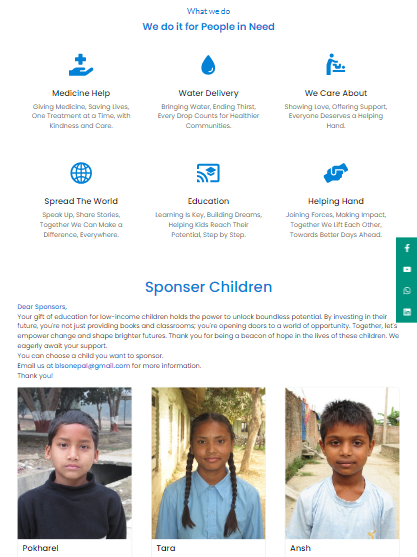 What we do
We do it for People in Need
Medicine Help
Giving Medicine, Saving Lives,
One Treatment at a Time, with
Kindness and Care.
Water Delivery
Bringing Water, Ending Thirst,
Every Drop Counts for Healthier
Communities.
We Care About
Showing Love, Offering Support,
Everyone Deserves a Helping
Hand.
Spread The World
Speak Up, Share Stories,
Together We Can Make a
Difference, Everywhere.
Education
Learning Is Key, Building Dreams,
Helping Kids Reach Their
Potential, Step by Step.
Helping Hand
Joining Forces, Making Impact,
Together We Lift Each Other,
Towards Better Days Ahead.
Sponser Children
Dear Sponsors,
Your gift of education for low-income children holds the power to unlock boundless potential. By investing in their
future, you're not just providing books and classrooms; you're opening doors to a world of opportunity. Together, let's
empower change and shape brighter futures. Thank you for being a beacon of hope in the lives of these children. We
eagerly await your support.
You can choose a child you want to sponsor.
Email us at blsonepal@gmail.com for more information.
Thank you!
Pokharel
Tara
Ansh